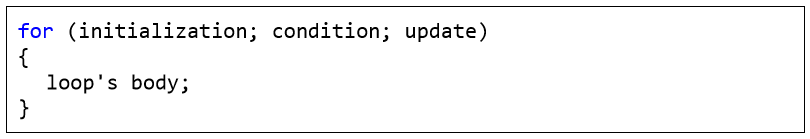 for (initialization; condition; update)
{
loop's body;
}